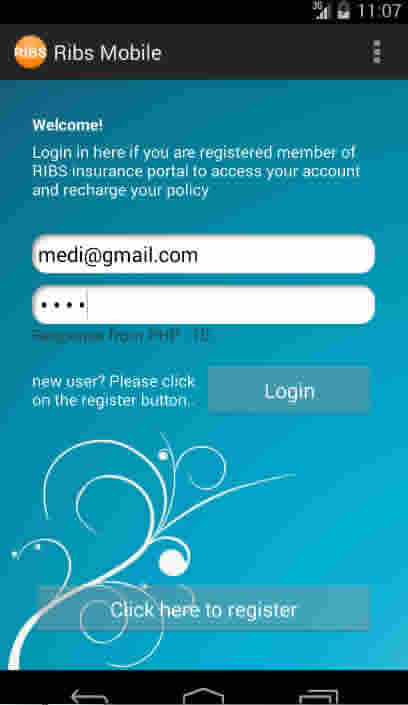 3G 11:07
RIBS Ribs Mobile
Welcome!
Login in here if you are registered member of
RIBS insurance portal to access your account
and recharge your policy
medi@gmail.com
••••
Response from PHP : 10
new user? Please click
on the register button..
Login
Click here to register